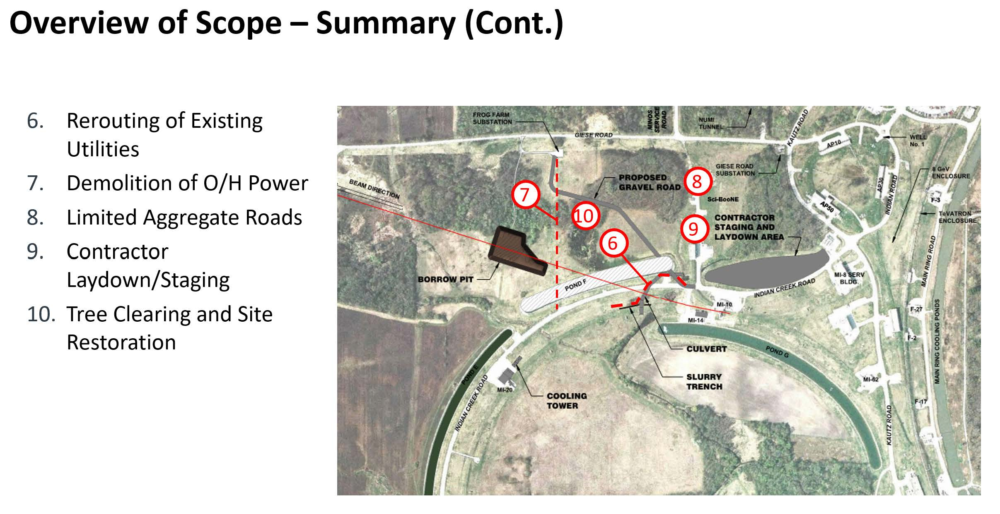 Overview of Scope – Summary (Cont.)
6. Rerouting of Existing
Utilities
7. Demolition of O/H Power
8. Limited Aggregate Roads
9. Contractor
Laydown/Staging
10. Tree Clearing and Site
Restoration
FROG FARM
SUBSTATION
MINOS
SERVICE
ROAD
NUMI
TUNNEL
KAUTZ ROAD
GIESE ROAD
AP10
WELL
No. 1
GIESE ROAD
SUBSTATION
8 GeV
ENCLOSURE
BEAM DIRECTION
PROPOSED
GRAVEL ROAD
8
7
AP30
INDIAN ROAD
F-3
Sci-BooNE
AP50
10
9
CONTRACTOR
STAGING AND
LAYDOWN AREA
TeVATRON
ENCLOSURE
6
MAIN RING ROAD
BORROW PIT
POND F
MI-8 SERV
BLDG.
INDIAN CREEK ROAD
MI-10
F-27
MI-14
F-2
MAIN RING COOLING PONDS
CULVERT
POND G
POND E
INDIAN CREEK ROAD
SLURRY
TRENCH
MI-62
MI-20
COOLING
TOWER
F-17
KAUTZ ROAD